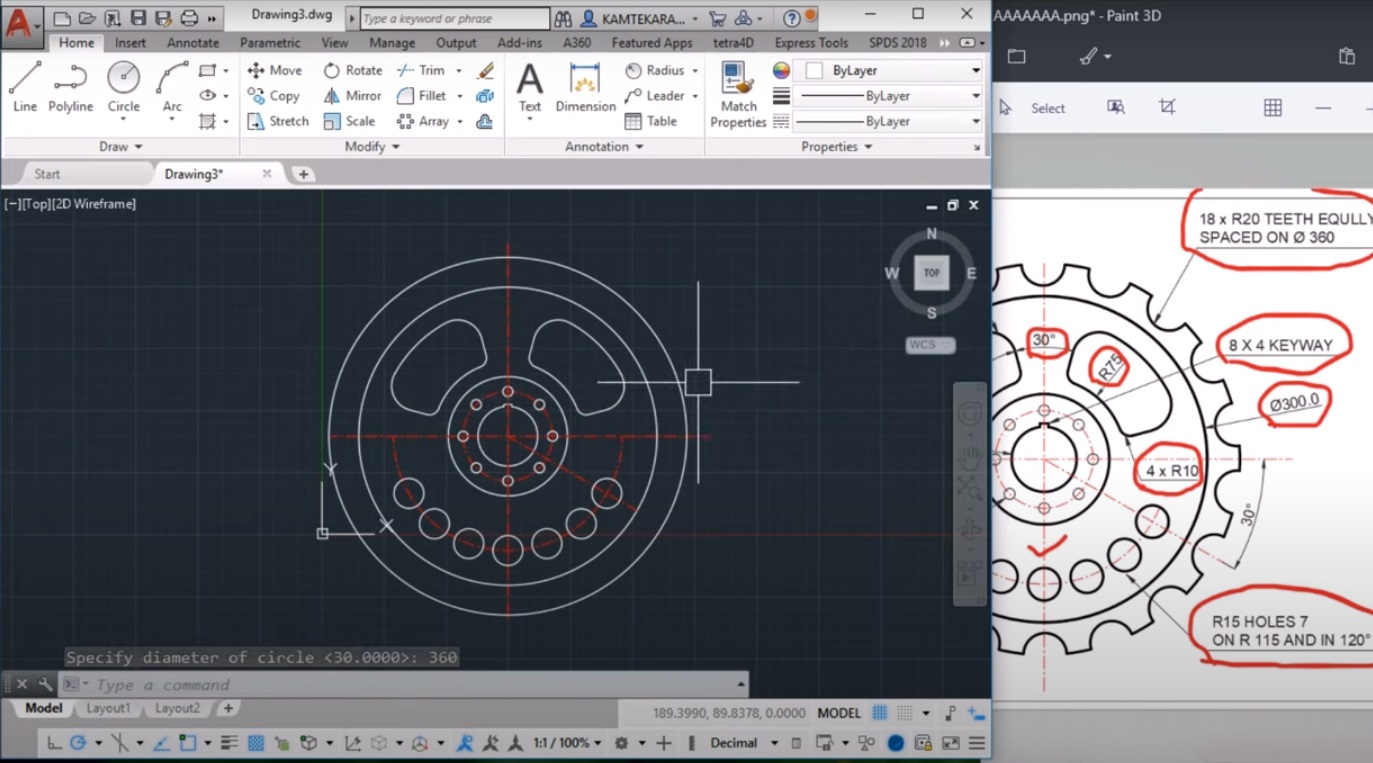 A
Drawing3.dwg
Type a keyword or phrase
KAMTEKARA...
?
AAAAAAA.png* - Paint 3D
Home Insert Annotate Parametric View Manage Output Add-ins A360 Featured Apps tetra4D Express Tools SPDS 2018
Line Polyline Circle Arc
Move Rotate Trim
Copy Mirror Fillet
Stretch Scale Array
A Text Dimension
Radius
Leader
Table
Match
Properties
ByLayer
ByLayer
ByLayer
Select
Draw Modify Annotation Properties
Start Drawing3*
[−][Top][2D Wireframe]
N
W TOP E
S
WCS
Y
X
18 x R20 TEETH EQULLY
SPACED ON Ø 360
30°
8 X 4 KEYWAY
R75
Ø300.0
4 x R10
30°
R15 HOLES 7
ON R 115 AND IN 120°
Specify diameter of circle <30.0000>: 360
Type a command
Model Layout1 Layout2
189.3990, 89.8378, 0.0000 MODEL
1:1 / 100% Decimal